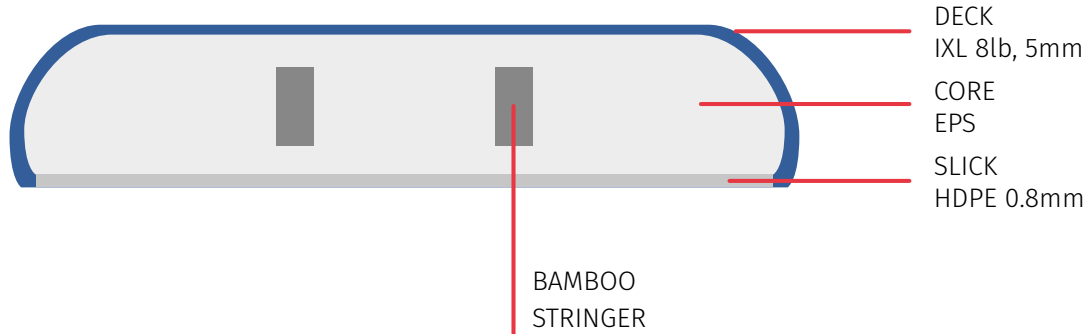 DECK
IXL 8lb, 5mm
CORE
EPS
SLICK
HDPE 0.8mm
BAMBOO
STRINGER